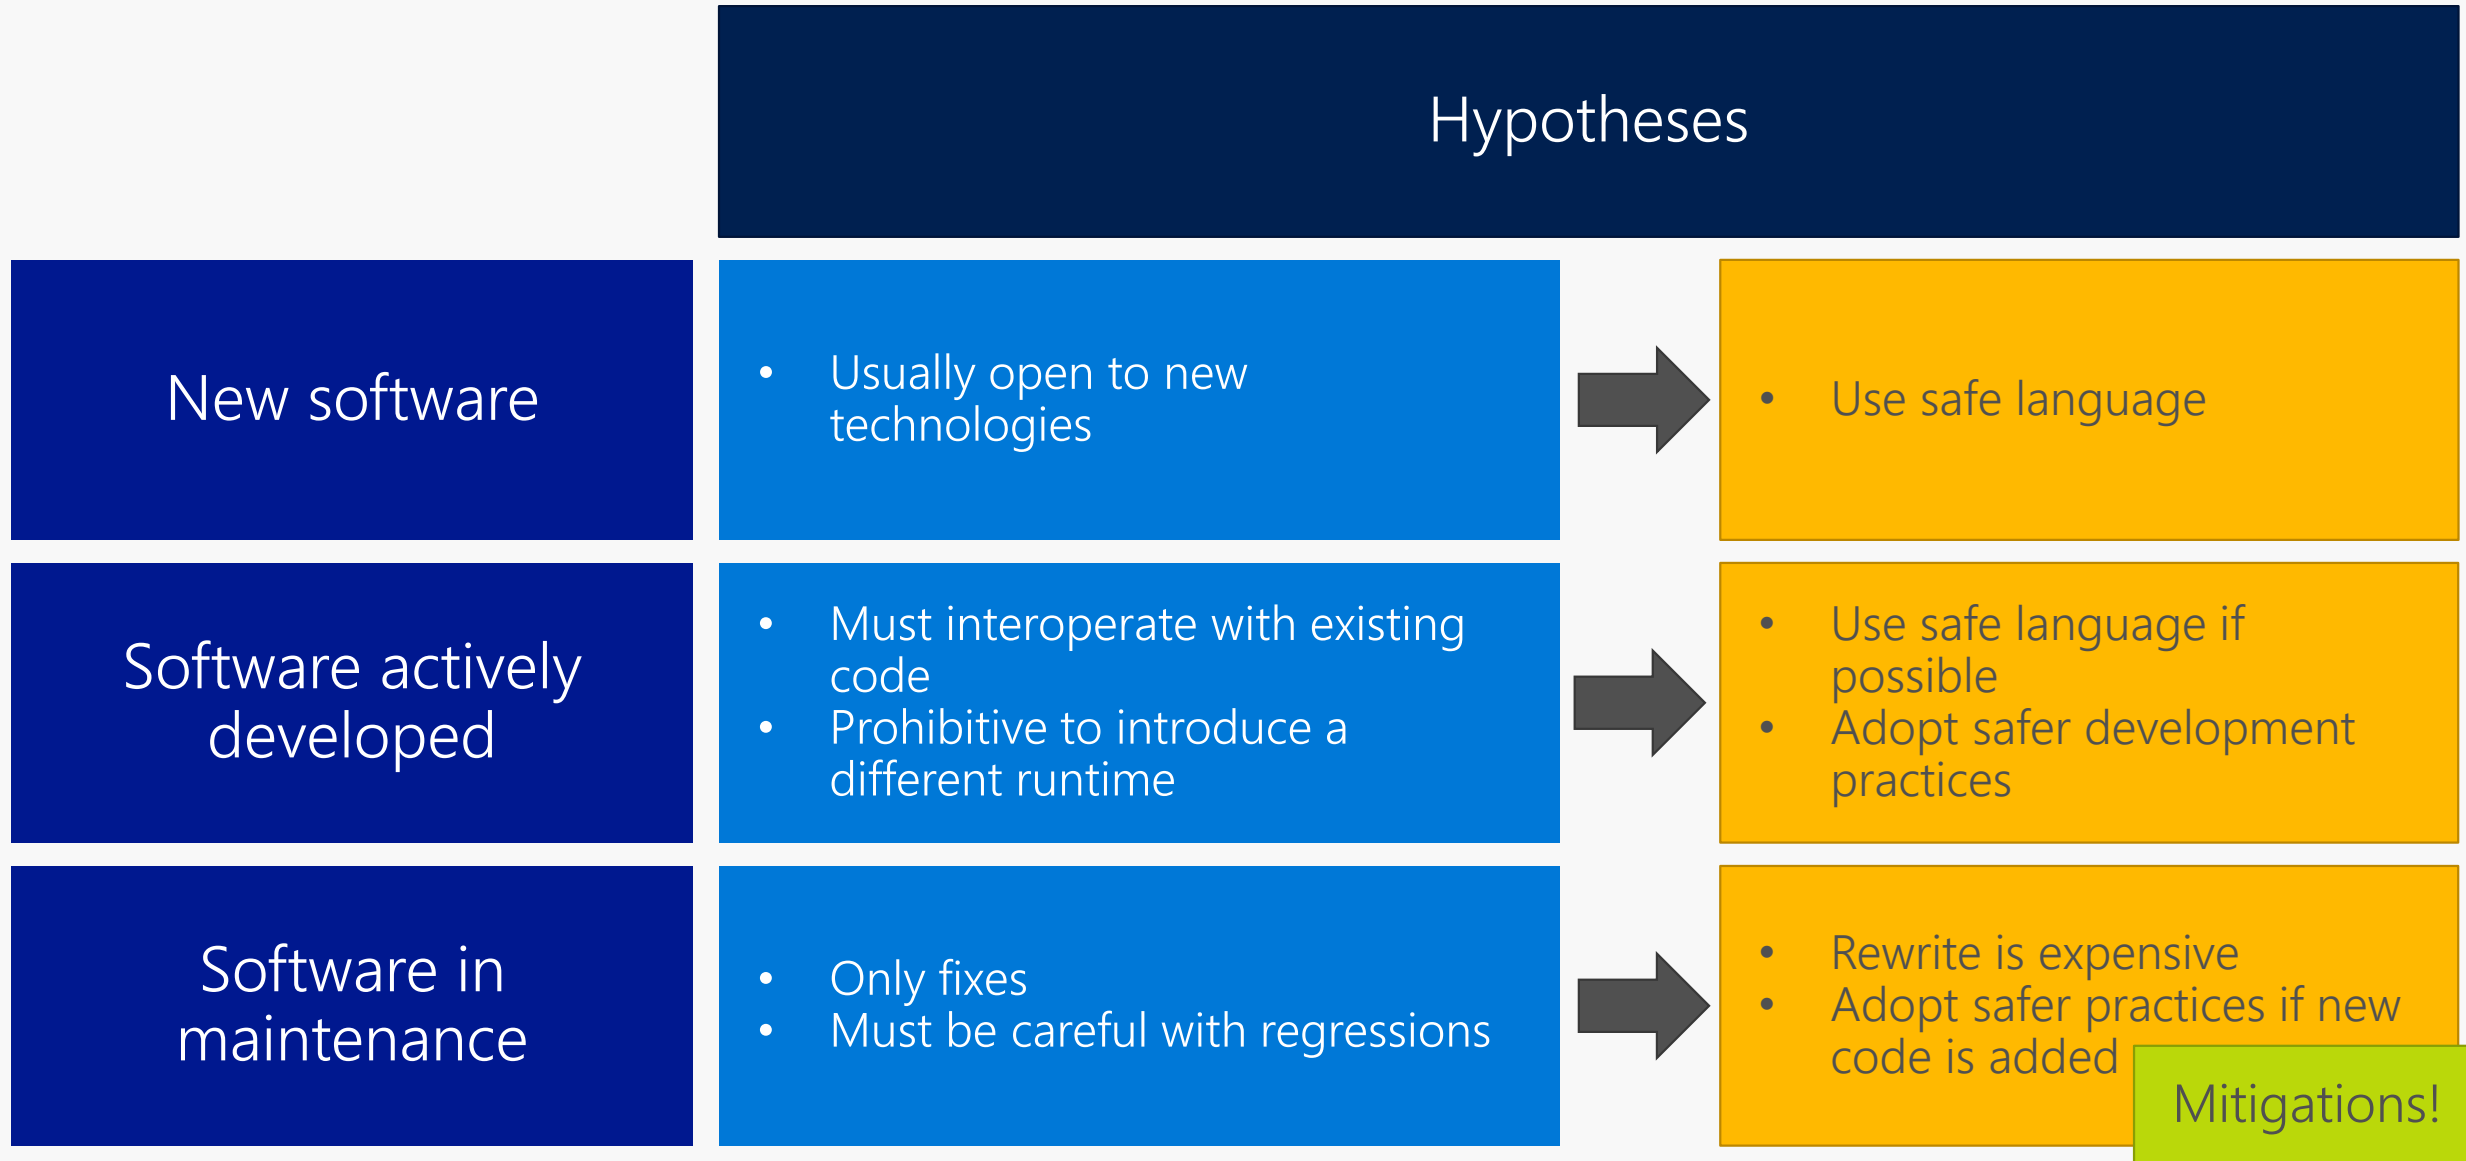 Hypotheses
New software
• Usually open to new
technologies
• Use safe language
Software actively
developed
• Must interoperate with existing
code
• Prohibitive to introduce a
different runtime
• Use safe language if
possible
• Adopt safer development
practices
Software in
maintenance
• Only fixes
• Must be careful with regressions
• Rewrite is expensive
• Adopt safer practices if new
code is added
Mitigations!